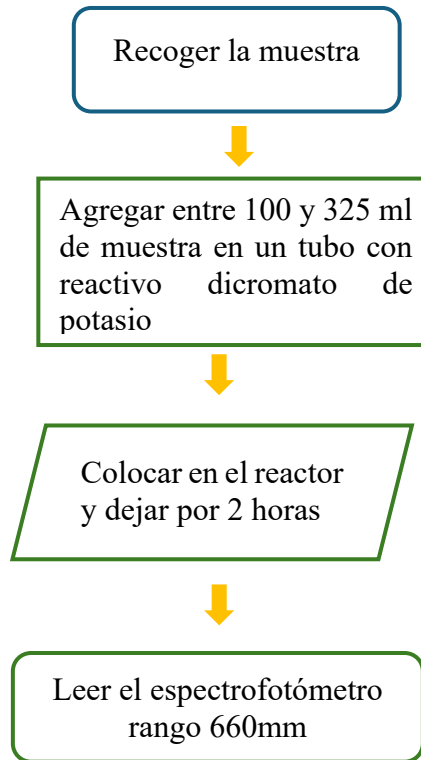 Recoger la muestra
Agregar entre 100 y 325 ml
de muestra en un tubo con
reactivo dicromato de
potasio
Colocar en el reactor
y dejar por 2 horas
Leer el espectrofotómetro
rango 660mm